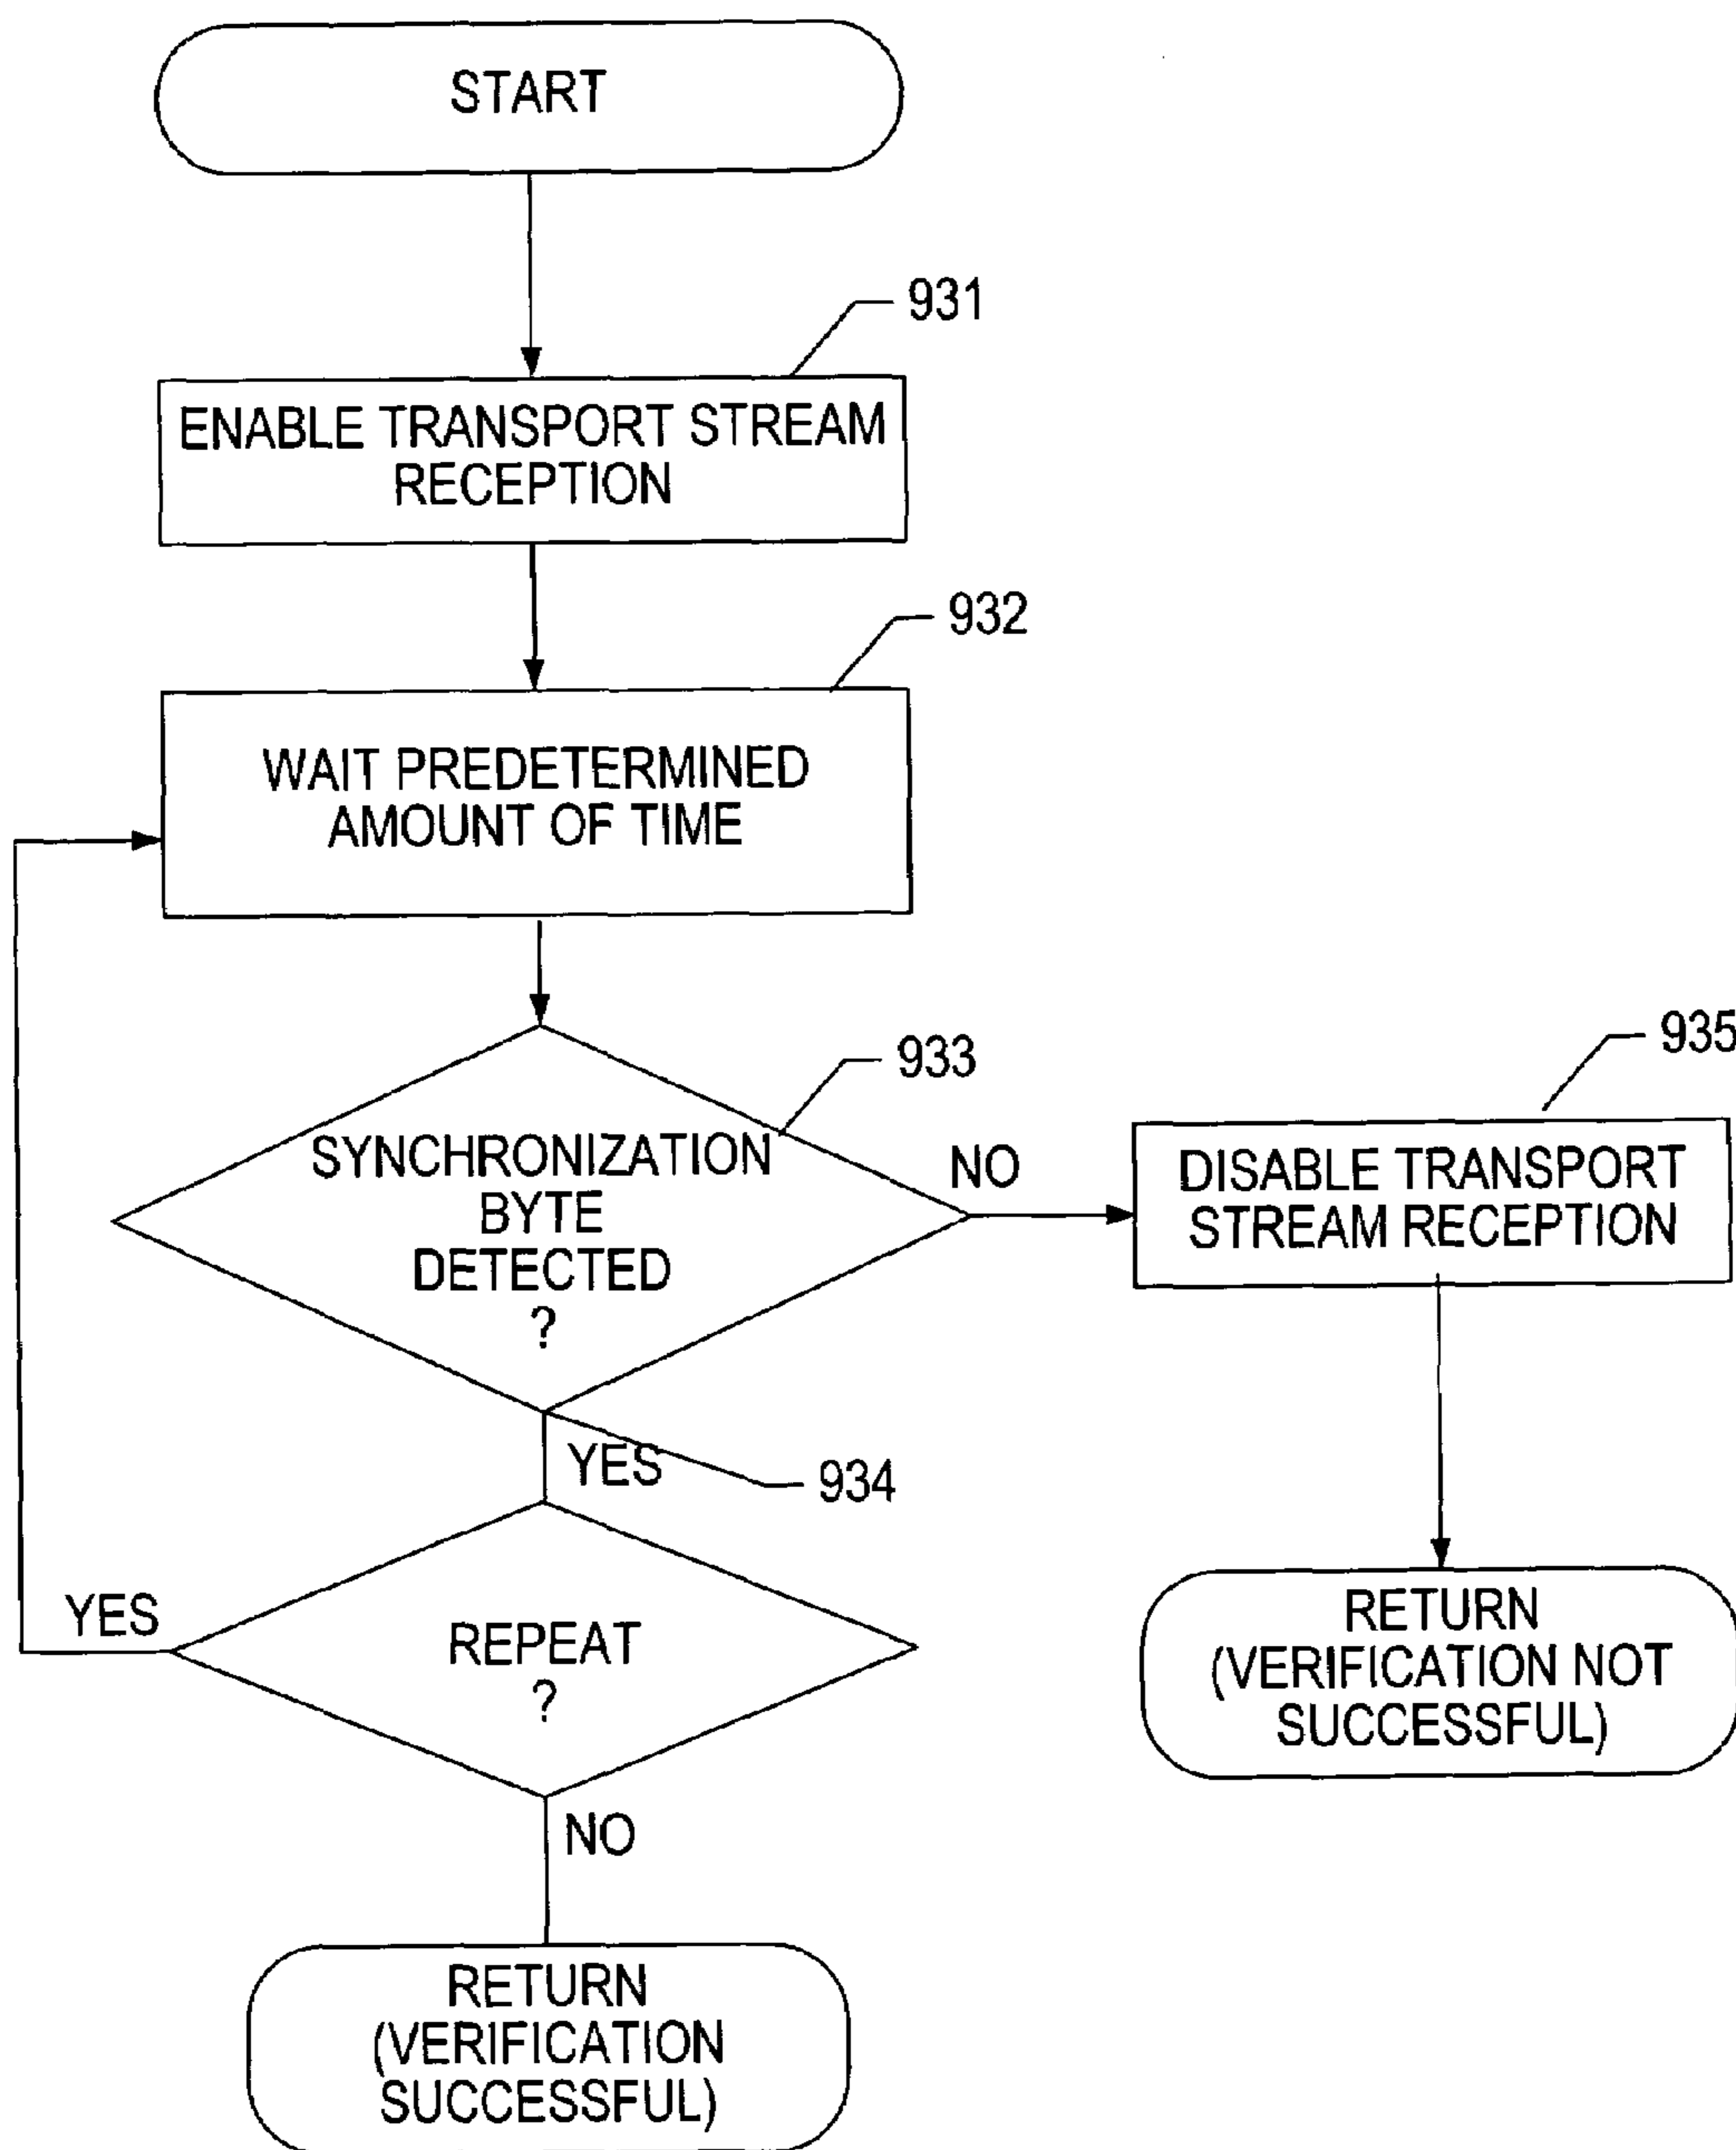 START
931
ENABLE TRANSPORT STREAM
RECEPTION
932
WAIT PREDETERMINED
AMOUNT OF TIME
933
SYNCHRONIZATION
BYTE
DETECTED
?
NO
935
DISABLE TRANSPORT
STREAM RECEPTION
YES
934
YES
REPEAT
?
NO
RETURN
(VERIFICATION NOT
SUCCESSFUL)
RETURN
(VERIFICATION
SUCCESSFUL)